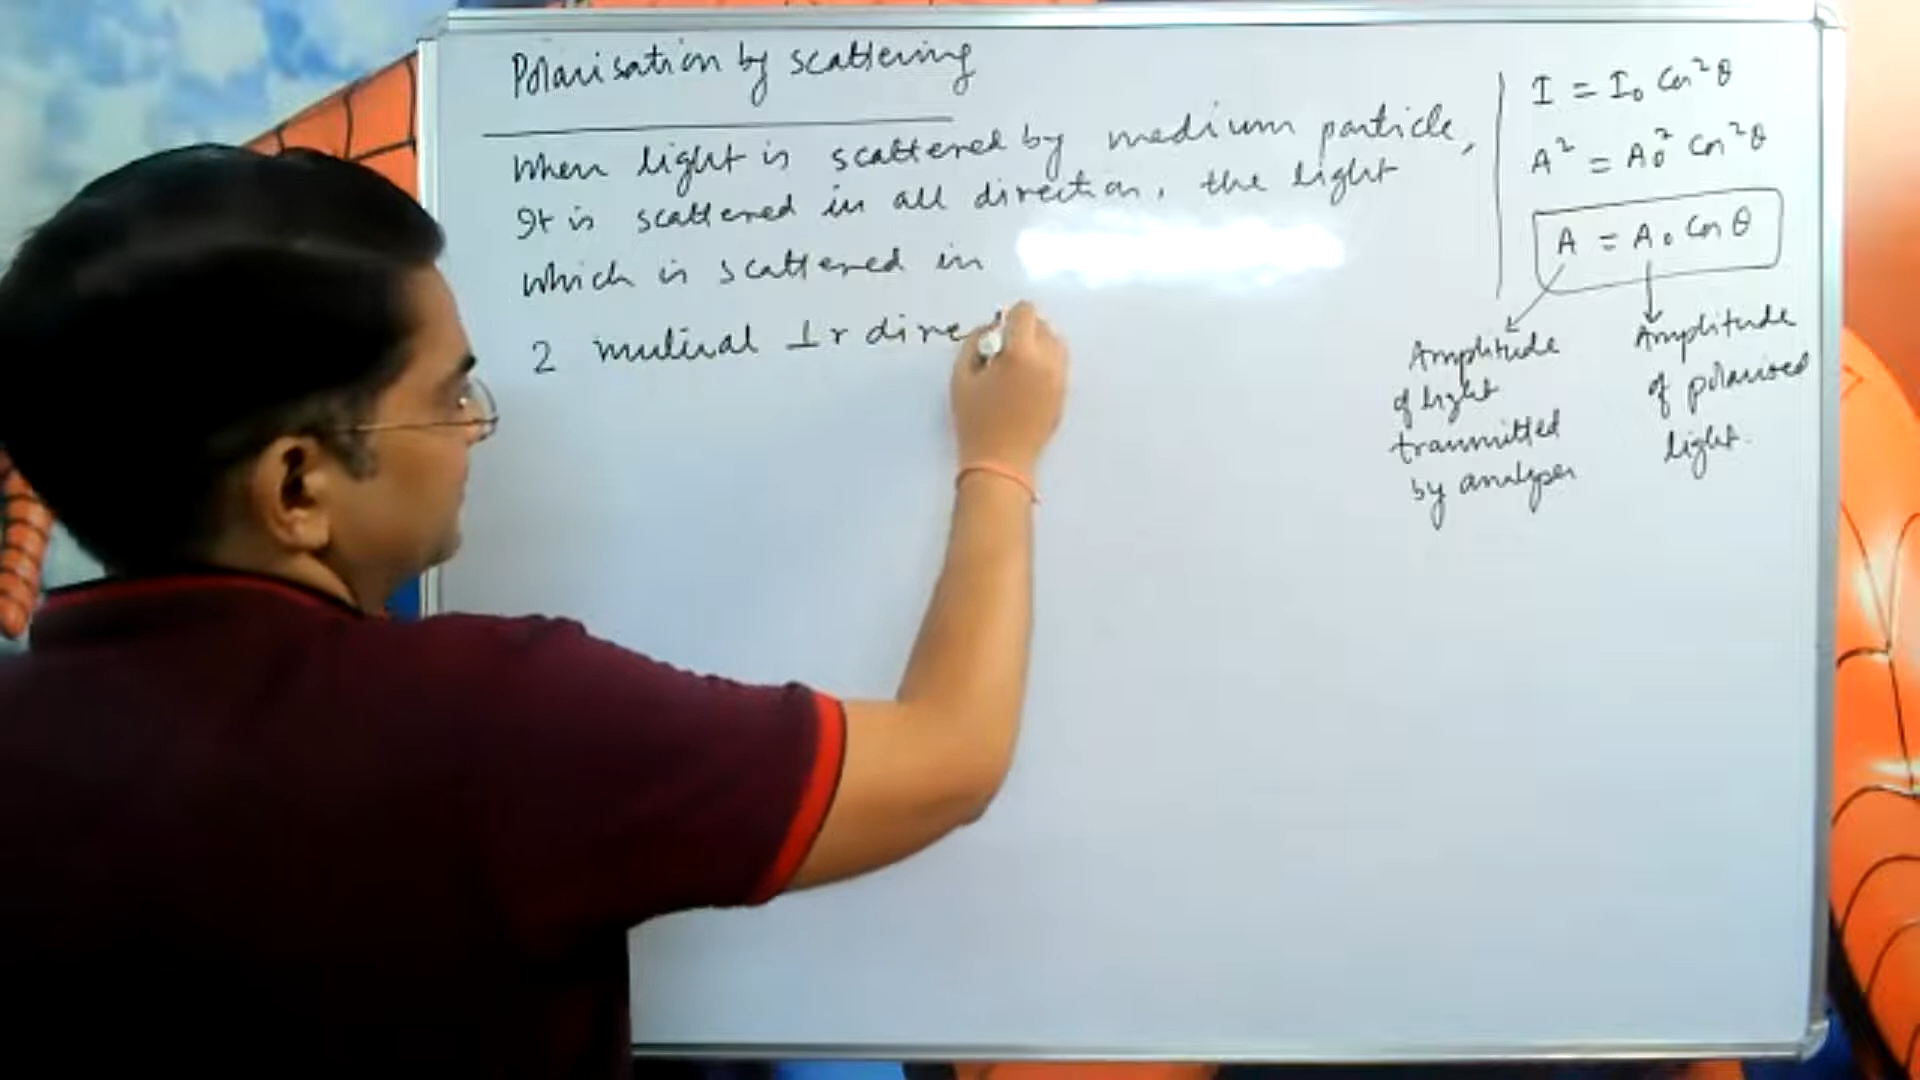 Polarisation by scattering
When light is scattered by medium particle,
It is scattered in all direction, the light
which is scattered in
2 mutual ⊥r direct
I = I₀ Cos²θ
A² = A₀² Cos²θ
A = A₀ Cos θ
Amplitude
of light
transmitted
by analyser
Amplitude
of polarised
light.